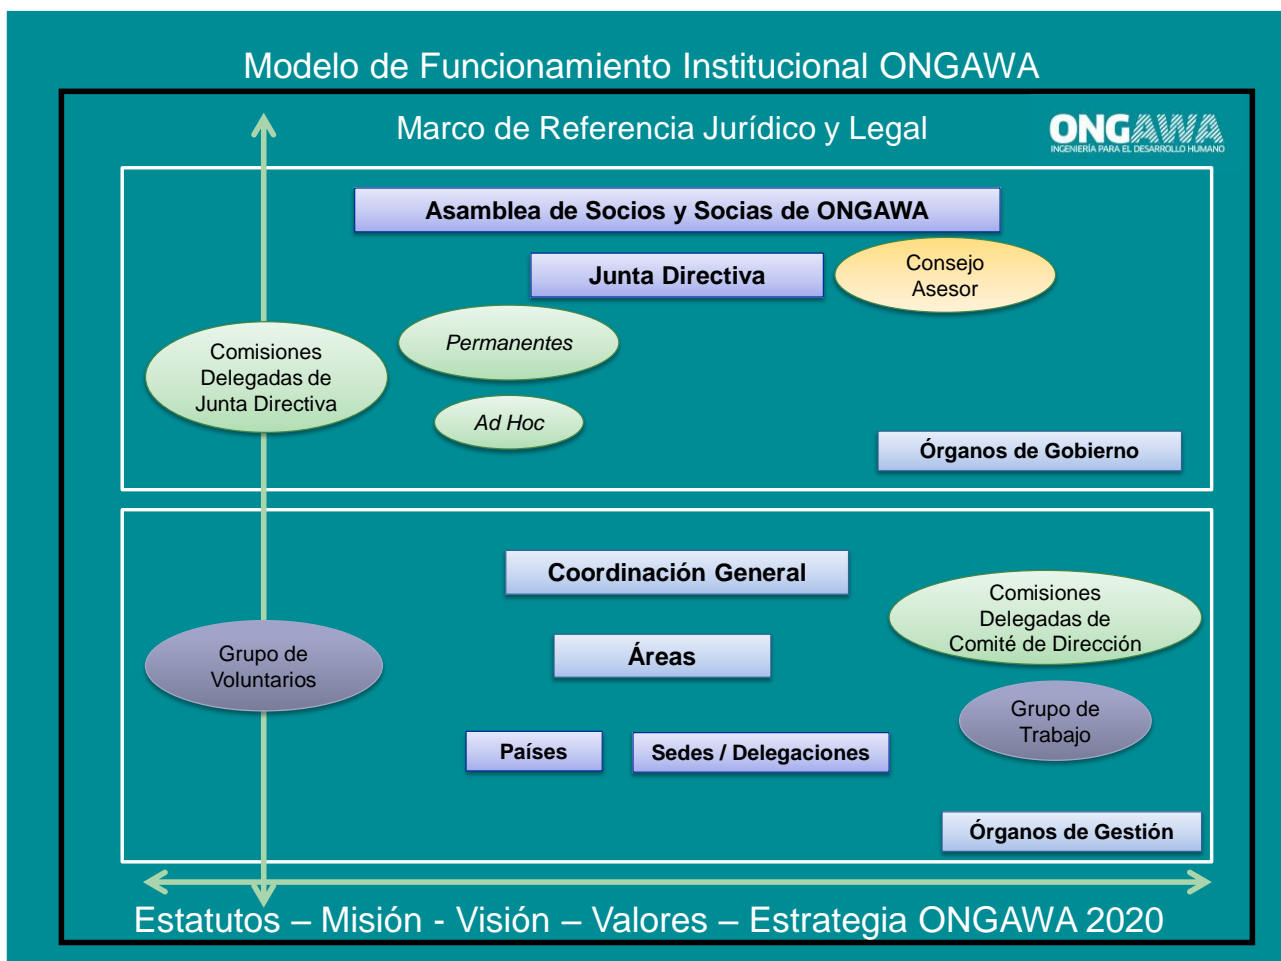 Modelo de Funcionamiento Institucional ONGAWA
Marco de Referencia Jurídico y Legal
ONGAWA
INGENIERÍA PARA EL DESARROLLO HUMANO
Asamblea de Socios y Socias de ONGAWA
Junta Directiva
Consejo
Asesor
Comisiones
Delegadas de
Junta Directiva
Permanentes
Ad Hoc
Órganos de Gobierno
Coordinación General
Comisiones
Delegadas de
Comité de Dirección
Grupo de
Voluntarios
Áreas
Grupo de
Trabajo
Países
Sedes / Delegaciones
Órganos de Gestión
Estatutos – Misión - Visión – Valores – Estrategia ONGAWA 2020